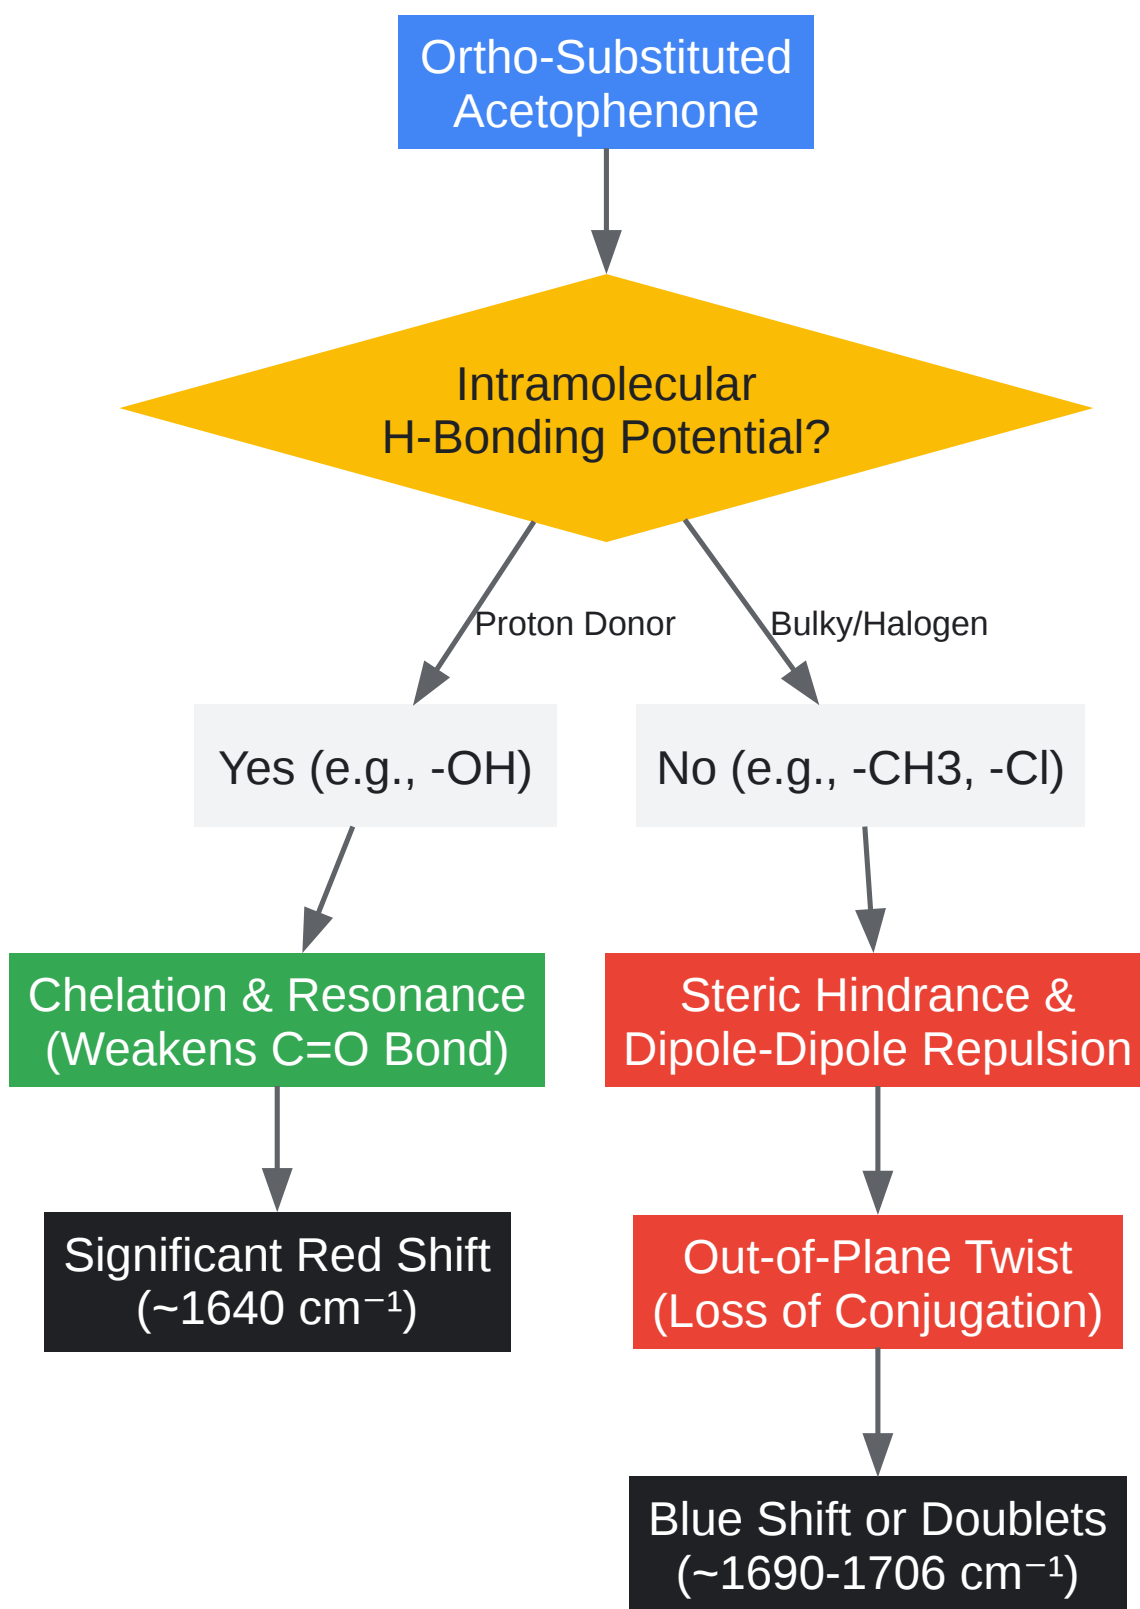 Ortho-Substituted
Acetophenone
Intramolecular
H-Bonding Potential?
Proton Donor
Bulky/Halogen
Yes (e.g., -OH)
No (e.g., -CH3, -Cl)
Chelation & Resonance
(Weakens C=O Bond)
Steric Hindrance &
Dipole-Dipole Repulsion
Significant Red Shift
(~1640 cm⁻¹)
Out-of-Plane Twist
(Loss of Conjugation)
Blue Shift or Doublets
(~1690-1706 cm⁻¹)